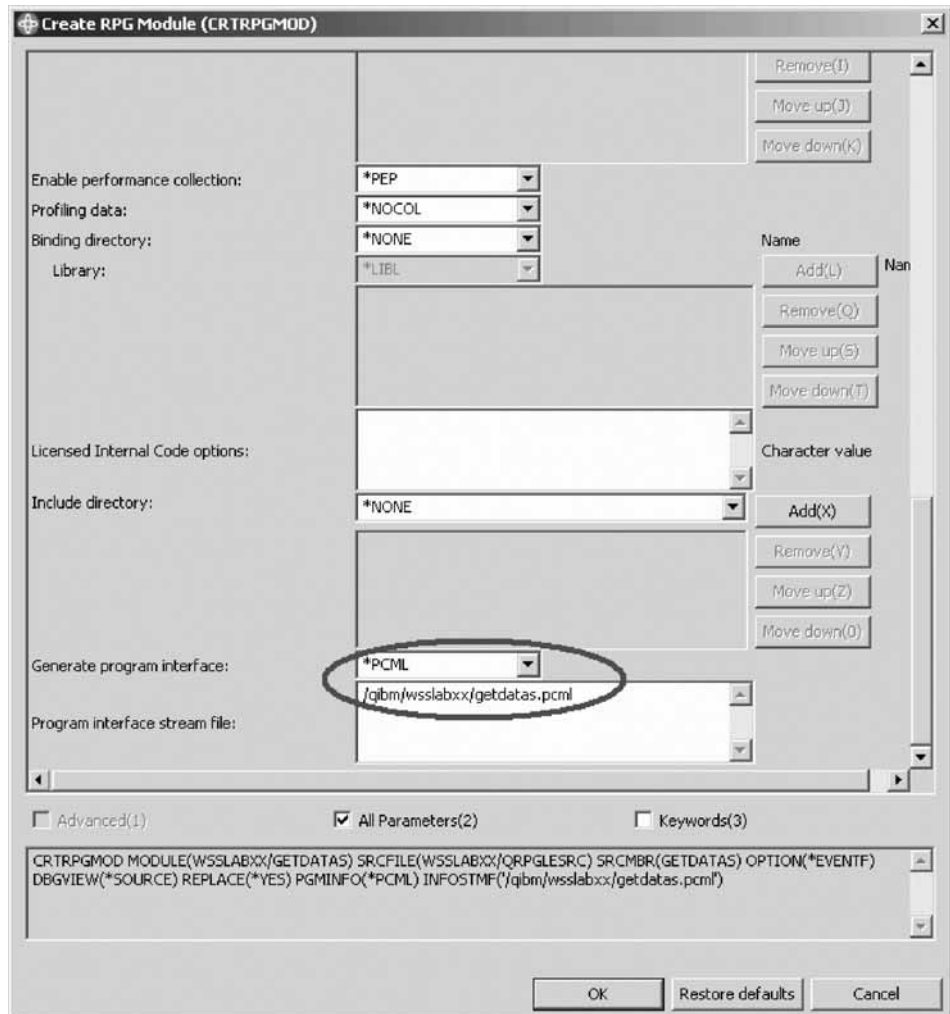 Create RPG Module (CRTRPGMOD)
Remove(I)
Move up(J)
Move down(K)
Enable performance collection: *PEP
Profiling data: *NOCOL
Binding directory: *NONE Name
Library: *LIBL Add(L) Nan
Remove(Q)
Move up(S)
Move down(T)
Licensed Internal Code options: Character value
Include directory: *NONE Add(X)
Remove(Y)
Move up(Z)
Move down(0)
Generate program interface: *PCML
/qibm/wsslabxx/getdatas.pcml
Program interface stream file:
Advanced(1) All Parameters(2) Keywords(3)
CRTRPGMOD MODULE(WSSLABXX/GETDATAS) SRCFILE(WSSLABXX/QRPGLESRC) SRCMBR(GETDATAS) OPTION(*EVENTF)
DBGVIEW(*SOURCE) REPLACE(*YES) PGMINFO(*PCML) INFOSTMF('/qibm/wsslabxx/getdatas.pcml')
OK Restore defaults Cancel